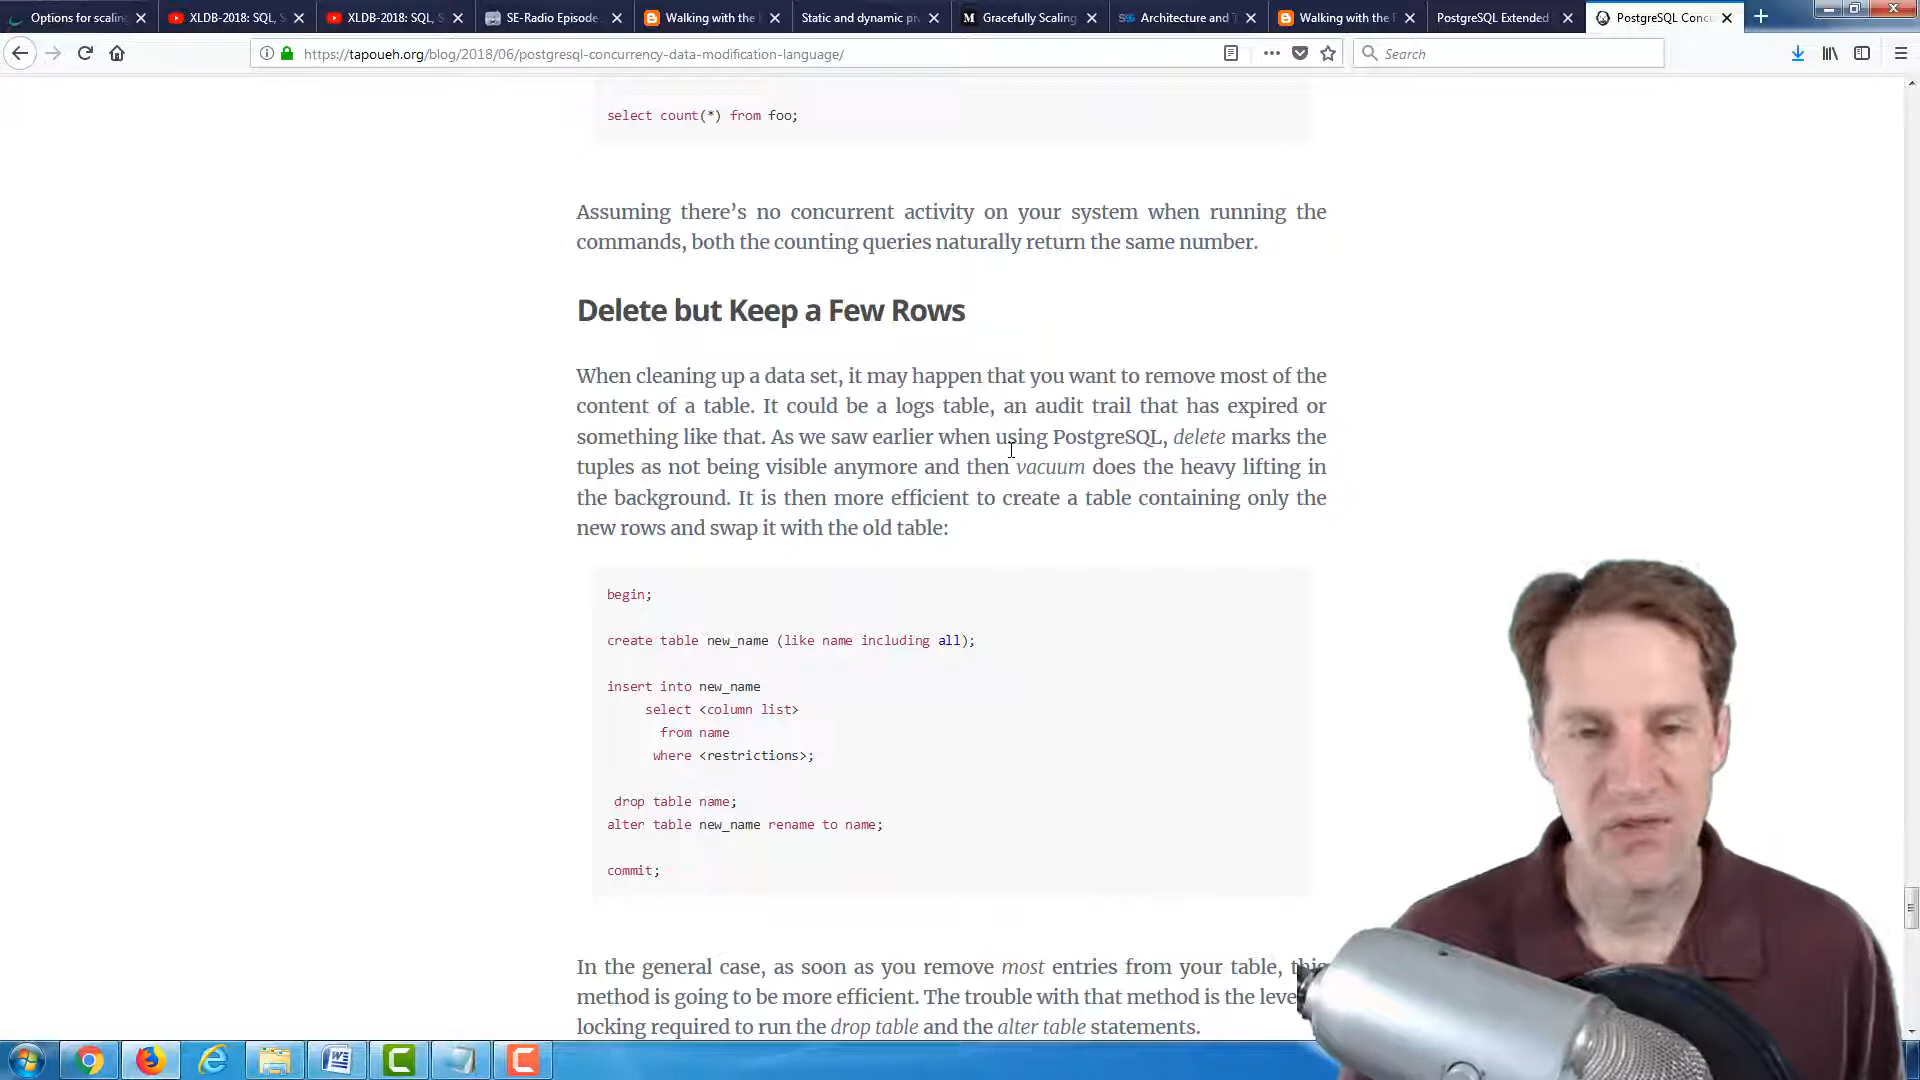 Options for scaling
XLDB-2018: SQL, S
XLDB-2018: SQL, S
SE-Radio Episode
Walking with the
Static and dynamic pr
Gracefully Scaling
Architecture and T
Walking with the
PostgreSQL Extended
PostgreSQL Concu
https://tapoueh.org/blog/2018/06/postgresql-concurrency-data-modification-language/
Search
select count(*) from foo;
Assuming there’s no concurrent activity on your system when running the
commands, both the counting queries naturally return the same number.
Delete but Keep a Few Rows
When cleaning up a data set, it may happen that you want to remove most of the
content of a table. It could be a logs table, an audit trail that has expired or
something like that. As we saw earlier when using PostgreSQL, delete marks the
tuples as not being visible anymore and then vacuum does the heavy lifting in
the background. It is then more efficient to create a table containing only the
new rows and swap it with the old table:
begin;
create table new_name (like name including all);
insert into new_name
select <column list>
from name
where <restrictions>;
drop table name;
alter table new_name rename to name;
commit;
In the general case, as soon as you remove most entries from your table, this
method is going to be more efficient. The trouble with that method is the leve
locking required to run the drop table and the alter table statements.